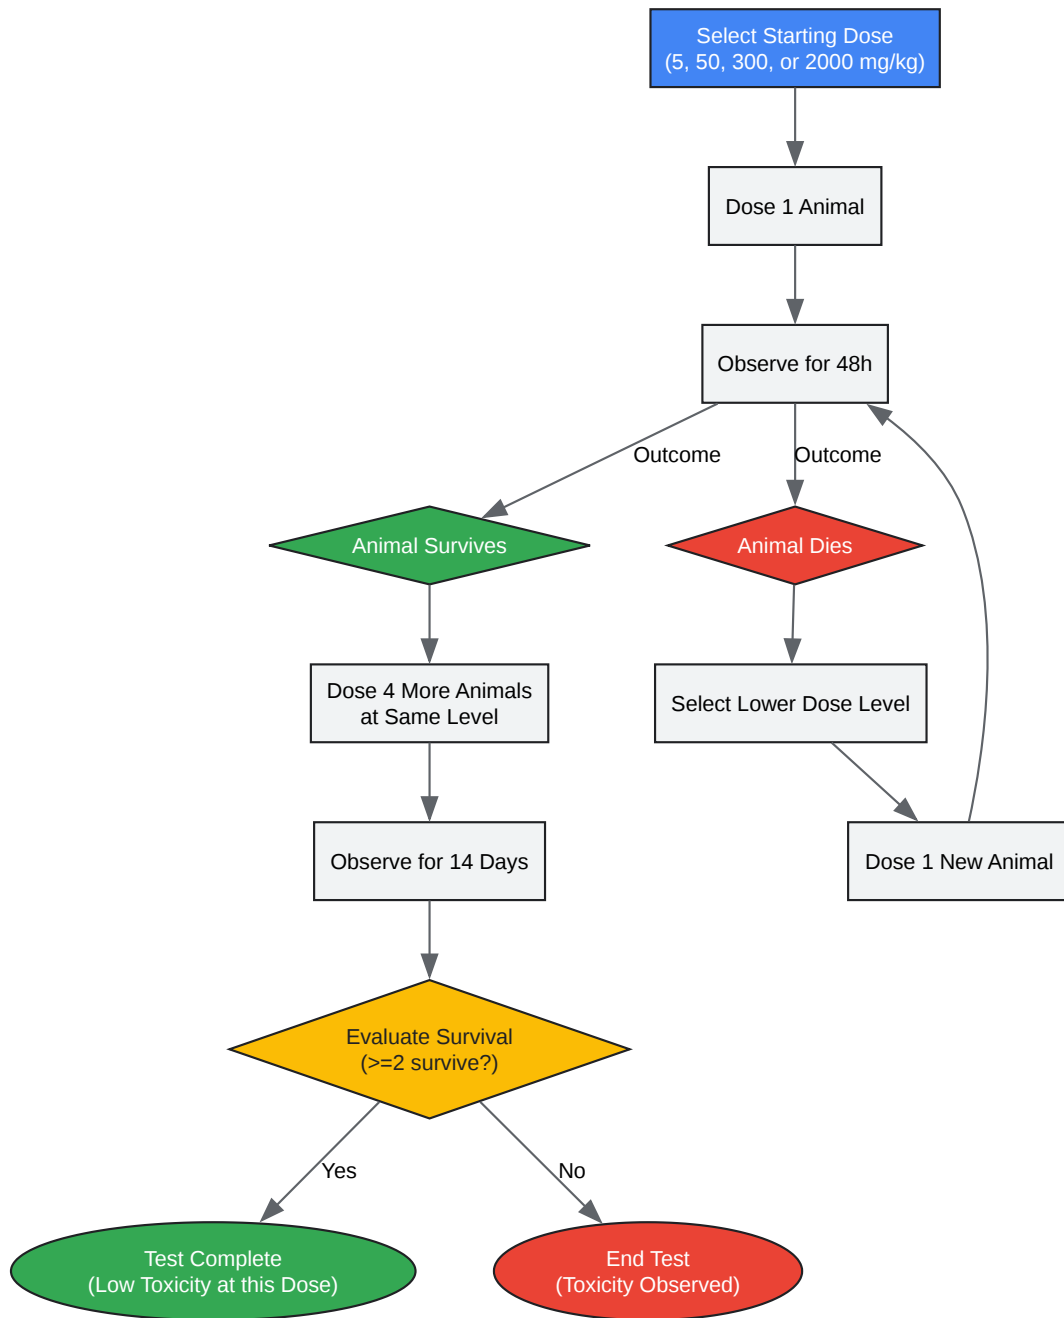 Select Starting Dose
(5, 50, 300, or 2000 mg/kg)
Dose 1 Animal
Observe for 48h
Outcome
Outcome
Animal Survives
Animal Dies
Dose 4 More Animals
at Same Level
Select Lower Dose Level
Observe for 14 Days
Dose 1 New Animal
Evaluate Survival
(>=2 survive?)
Yes
No
Test Complete
(Low Toxicity at this Dose)
End Test
(Toxicity Observed)